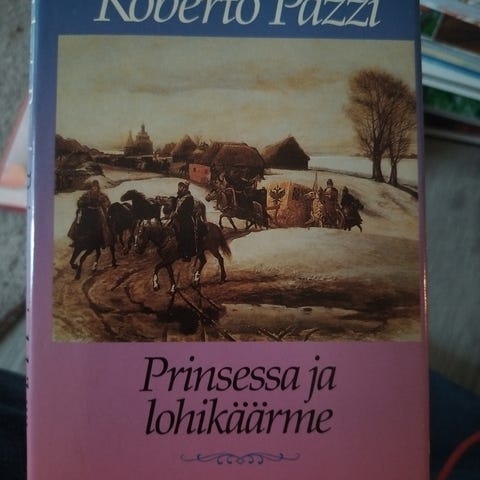 Roberto Pazzi
Prinsessa ja
lohikäärme